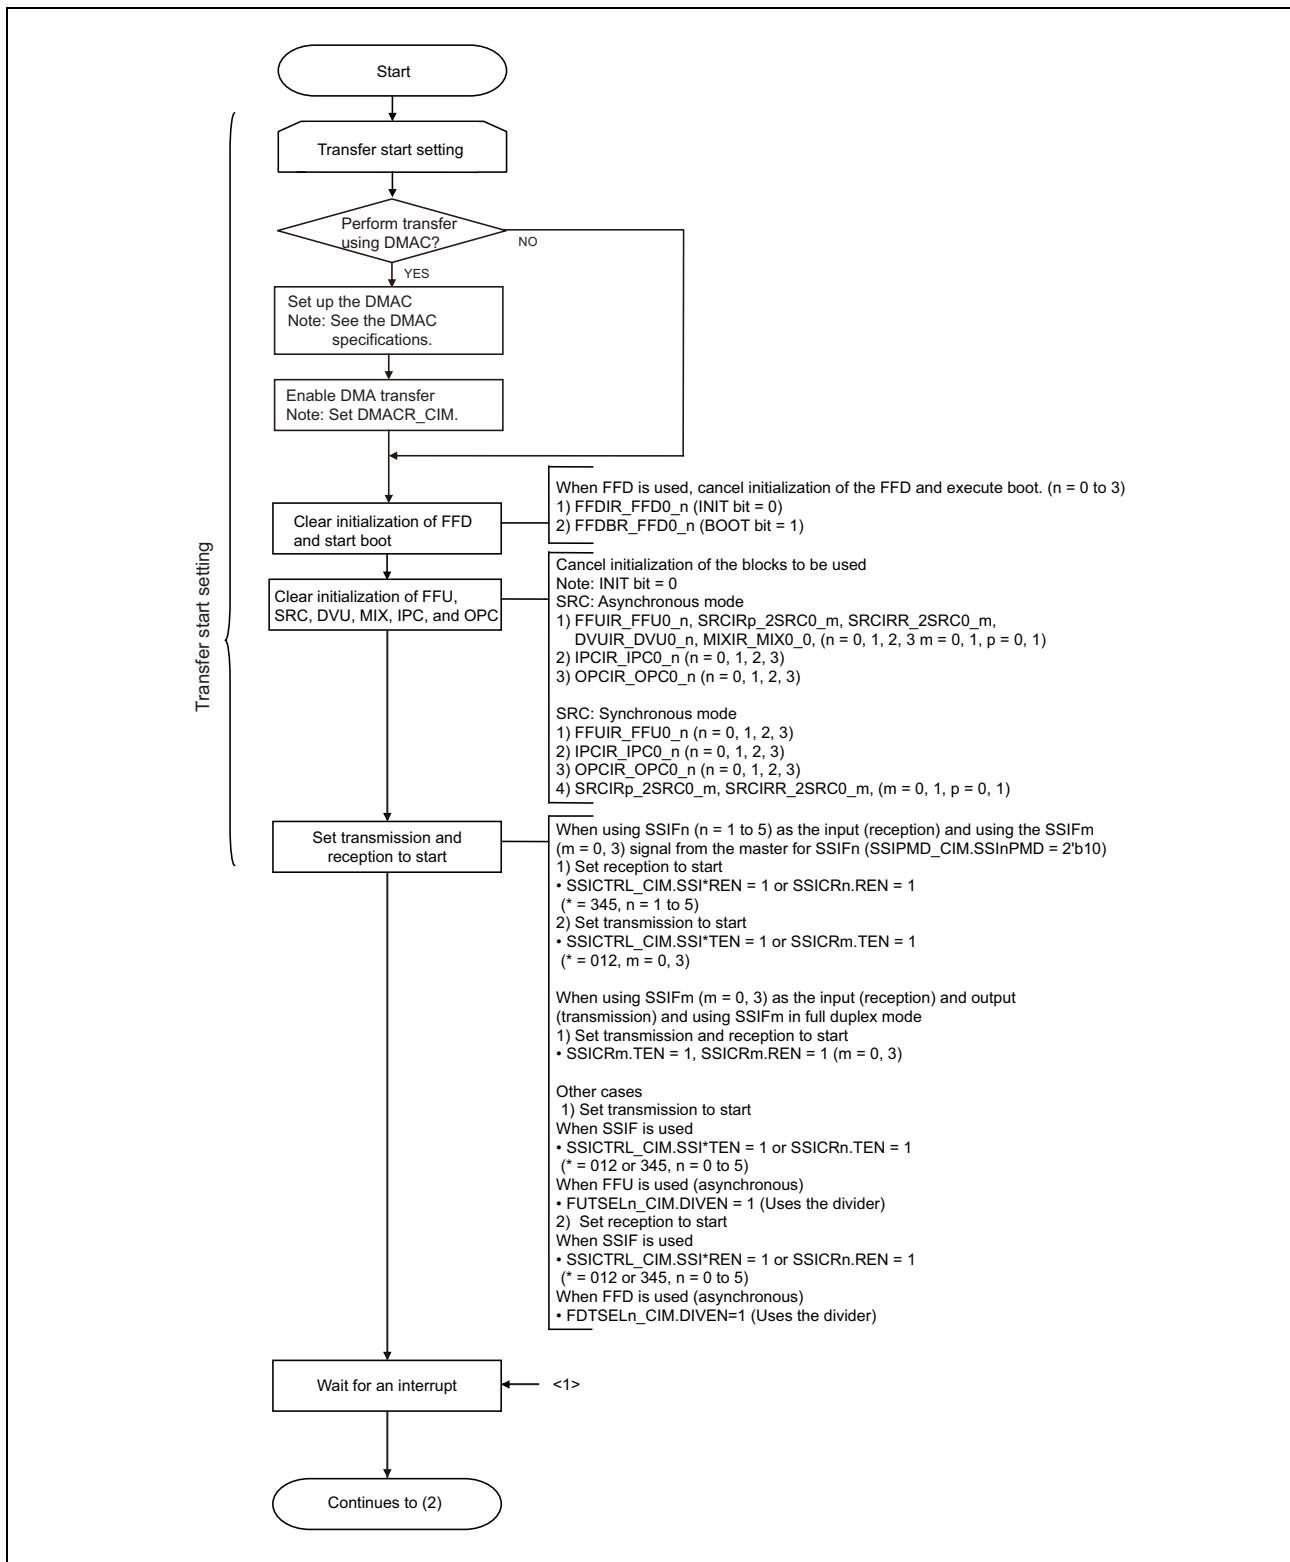 Start
Transfer start setting
Perform transfer
using DMAC?
NO
YES
Set up the DMAC
Note: See the DMAC
specifications.
Enable DMA transfer
Note: Set DMACR_CIM.
Clear initialization of FFD
and start boot
When FFD is used, cancel initialization of the FFD and execute boot. (n = 0 to 3)
1) FFDIR_FFD0_n (INIT bit = 0)
2) FFDBR_FFD0_n (BOOT bit = 1)
Transfer start setting
Clear initialization of FFU,
SRC, DVU, MIX, IPC, and OPC
Cancel initialization of the blocks to be used
Note: INIT bit = 0
SRC: Asynchronous mode
1) FFUIR_FFU0_n, SRCIRp_2SRC0_m, SRCIRR_2SRC0_m,
DVUIR_DVU0_n, MIXIR_MIX0_0, (n = 0, 1, 2, 3 m = 0, 1, p = 0, 1)
2) IPCIR_IPC0_n (n = 0, 1, 2, 3)
3) OPCIR_OPC0_n (n = 0, 1, 2, 3)
SRC: Synchronous mode
1) FFUIR_FFU0_n (n = 0, 1, 2, 3)
2) IPCIR_IPC0_n (n = 0, 1, 2, 3)
3) OPCIR_OPC0_n (n = 0, 1, 2, 3)
4) SRCIRp_2SRC0_m, SRCIRR_2SRC0_m, (m = 0, 1, p = 0, 1)
Set transmission and
reception to start
When using SSIFn (n = 1 to 5) as the input (reception) and using the SSIFm
(m = 0, 3) signal from the master for SSIFn (SSIPMD_CIM.SSInPMD = 2'b10)
1) Set reception to start
• SSICTRL_CIM.SSI*REN = 1 or SSICRn.REN = 1
(* = 345, n = 1 to 5)
2) Set transmission to start
• SSICTRL_CIM.SSI*TEN = 1 or SSICRm.TEN = 1
(* = 012, m = 0, 3)
When using SSIFm (m = 0, 3) as the input (reception) and output
(transmission) and using SSIFm in full duplex mode
1) Set transmission and reception to start
• SSICRm.TEN = 1, SSICRm.REN = 1 (m = 0, 3)
Other cases
1) Set transmission to start
When SSIF is used
• SSICTRL_CIM.SSI*TEN = 1 or SSICRn.TEN = 1
(* = 012 or 345, n = 0 to 5)
When FFU is used (asynchronous)
• FUTSELn_CIM.DIVEN = 1 (Uses the divider)
2) Set reception to start
When SSIF is used
• SSICTRL_CIM.SSI*REN = 1 or SSICRn.REN = 1
(* = 012 or 345, n = 0 to 5)
When FFD is used (asynchronous)
• FDTSELn_CIM.DIVEN=1 (Uses the divider)
Wait for an interrupt
<1>
Continues to (2)